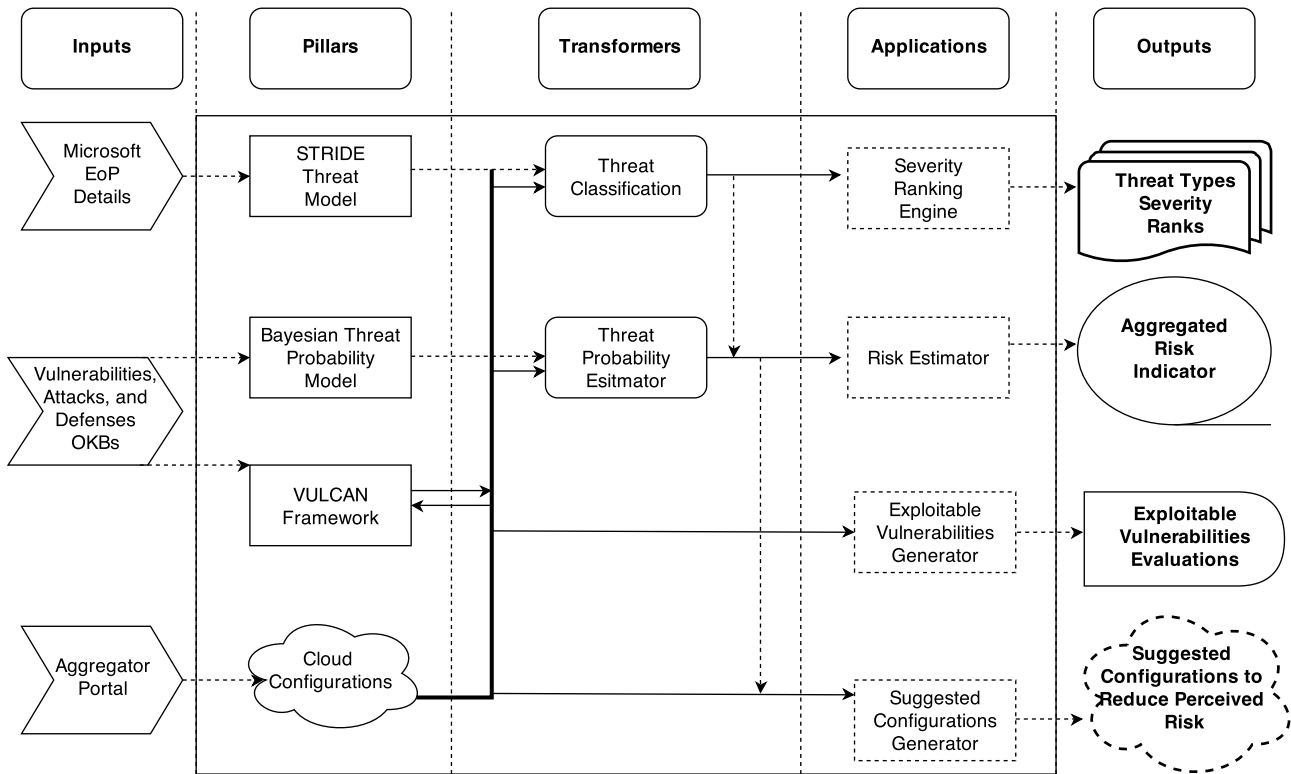 Inputs
Pillars
Transformers
Applications
Outputs
Microsoft
EoP
Details
STRIDE
Threat
Model
Threat
Classification
Severity
Ranking
Engine
Threat Types
Severity
Ranks
Vulnerabilities,
Attacks, and
Defenses
OKBs
Bayesian Threat
Probability
Model
Threat
Probability
Esitmator
Risk Estimator
Aggregated
Risk
Indicator
VULCAN
Framework
Exploitable
Vulnerabilities
Generator
Exploitable
Vulnerabilities
Evaluations
Aggregator
Portal
Cloud
Configurations
Suggested
Configurations
Generator
Suggested
Configurations to
Reduce Perceived
Risk